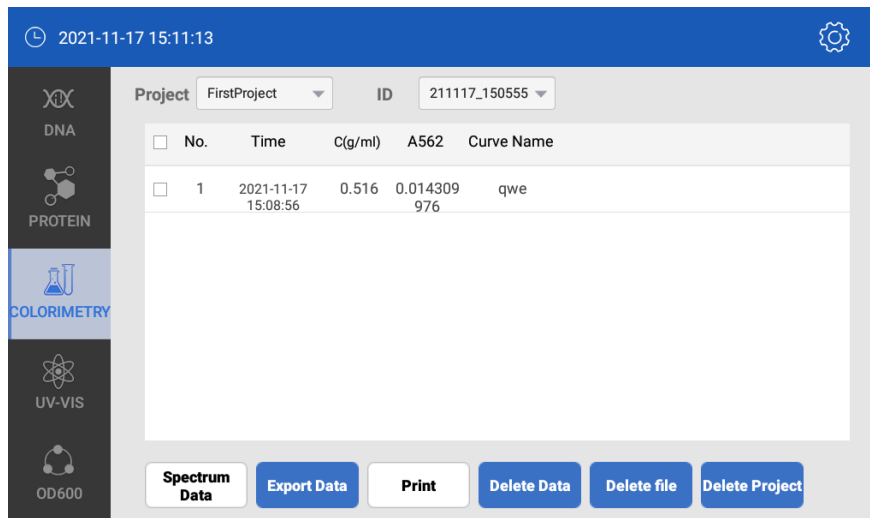 2021-11-17 15:11:13
DNA
PROTEIN
COLORIMETRY
UV-VIS
OD600
Project FirstProject ID 211117_150555
No. Time C(g/ml) A562 Curve Name
1 2021-11-17 0.516 0.014309 qwe
15:08:56 976
Spectrum
Data
Export Data
Print
Delete Data
Delete file
Delete Project